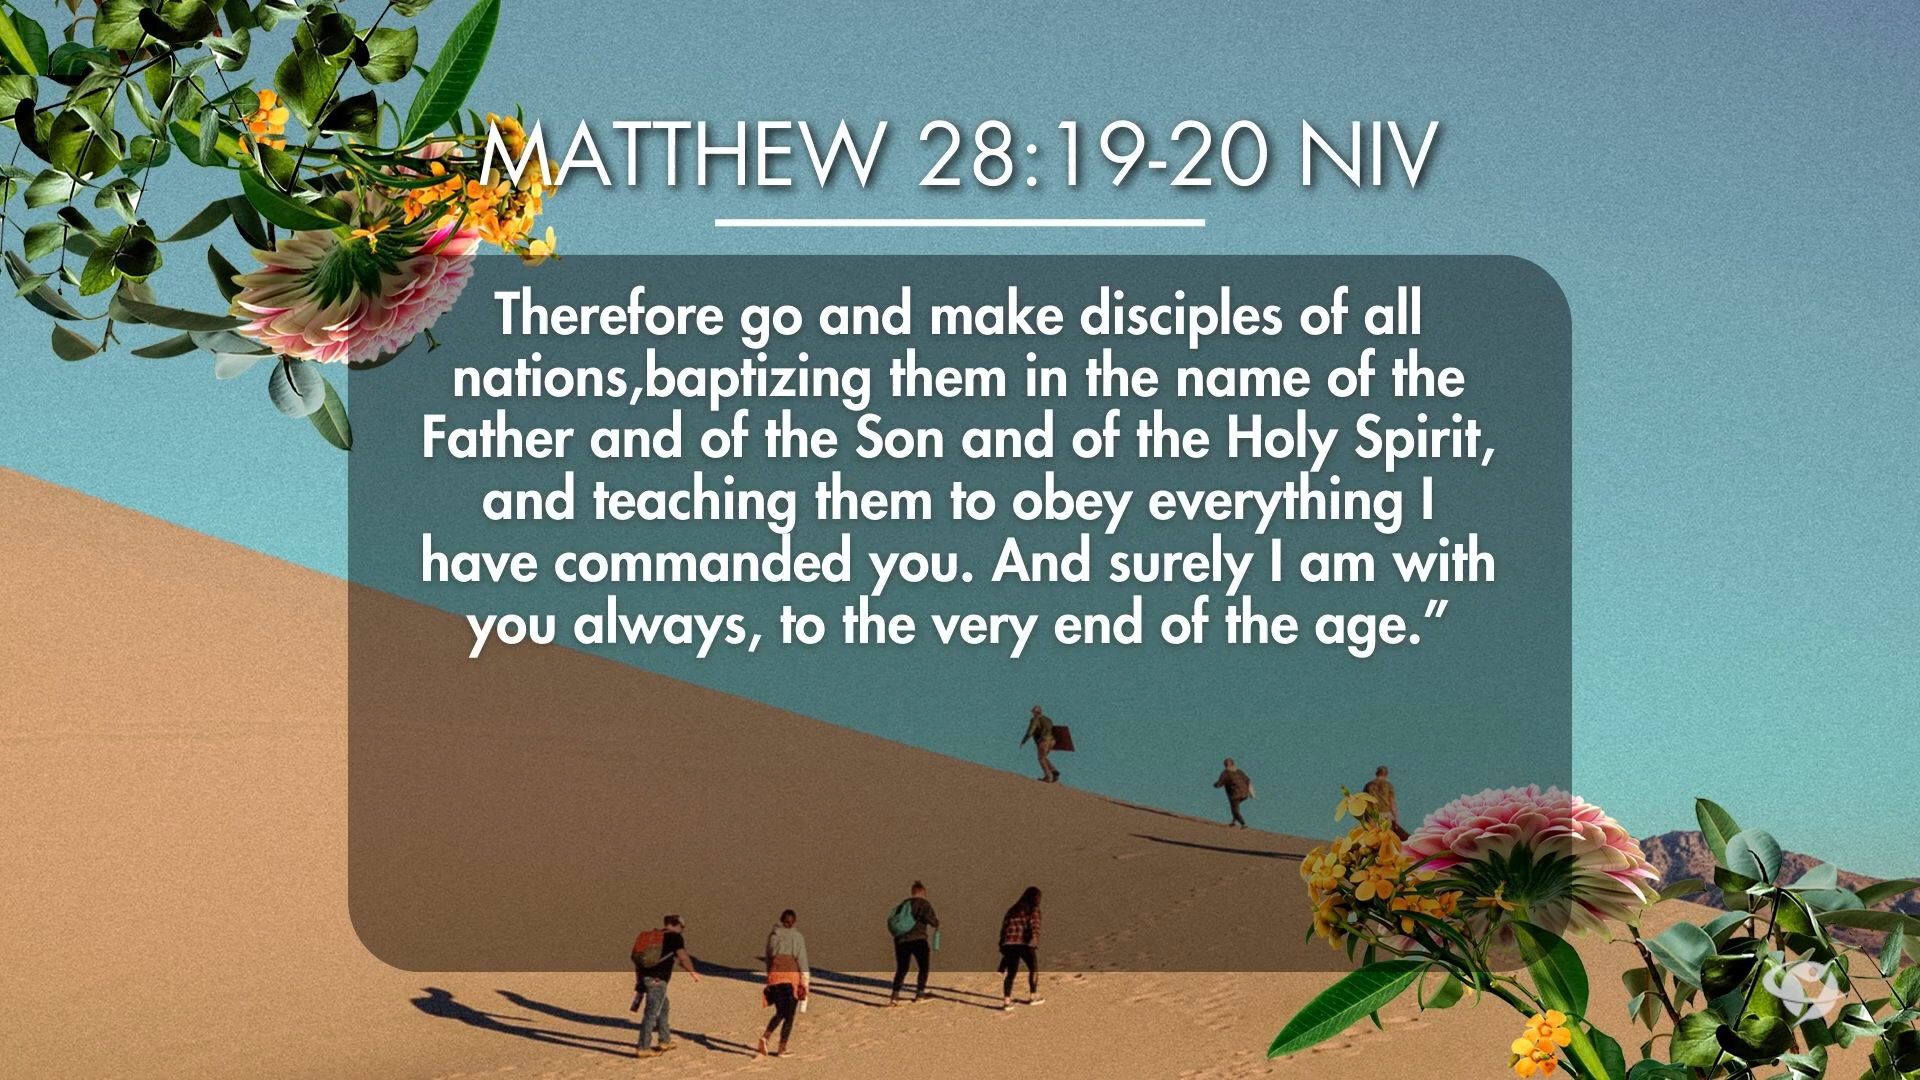 MATTHEW 28:19-20 NIV
Therefore go and make disciples of all
nations,baptizing them in the name of the
Father and of the Son and of the Holy Spirit,
and teaching them to obey everything I
have commanded you. And surely I am with
you always, to the very end of the age.”